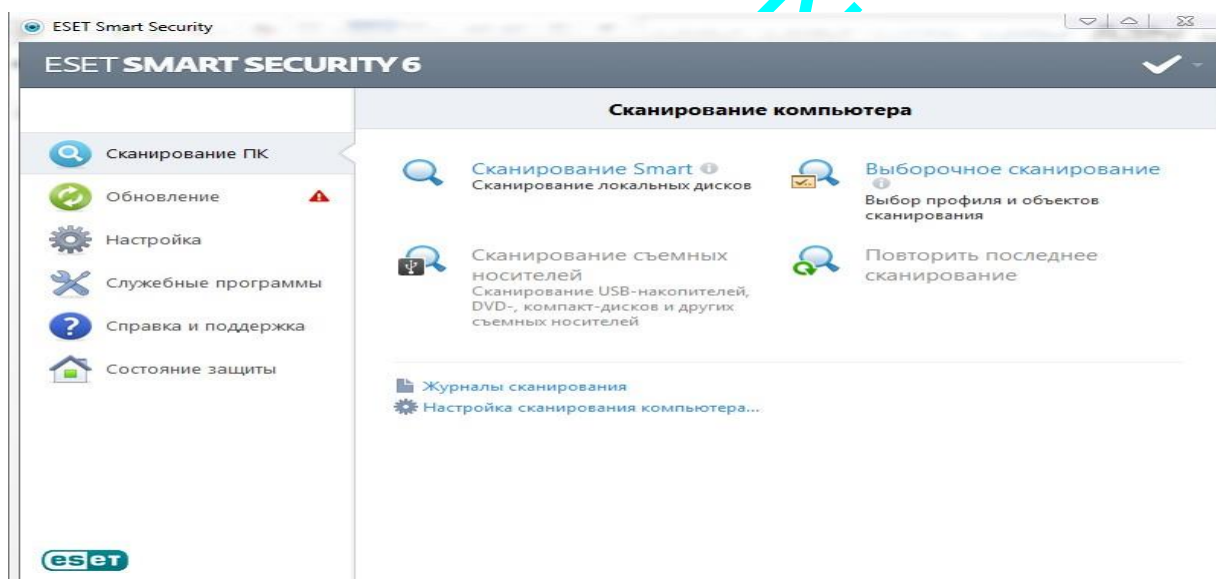 ESET Smart Security
ESET SMART SECURITY 6
Сканирование компьютера
Сканирование ПК
Обновление
Настройка
Служебные программы
Справка и поддержка
Состояние защиты
Сканирование Smart
Сканирование локальных дисков
Выборочное сканирование
Выбор профиля и объектов
сканирования
Сканирование съемных
носителей
Сканирование USB-накопителей,
DVD-, компакт-дисков и других
съемных носителей
Повторить последнее
сканирование
Журналы сканирования
Настройка сканирования компьютера...
eset